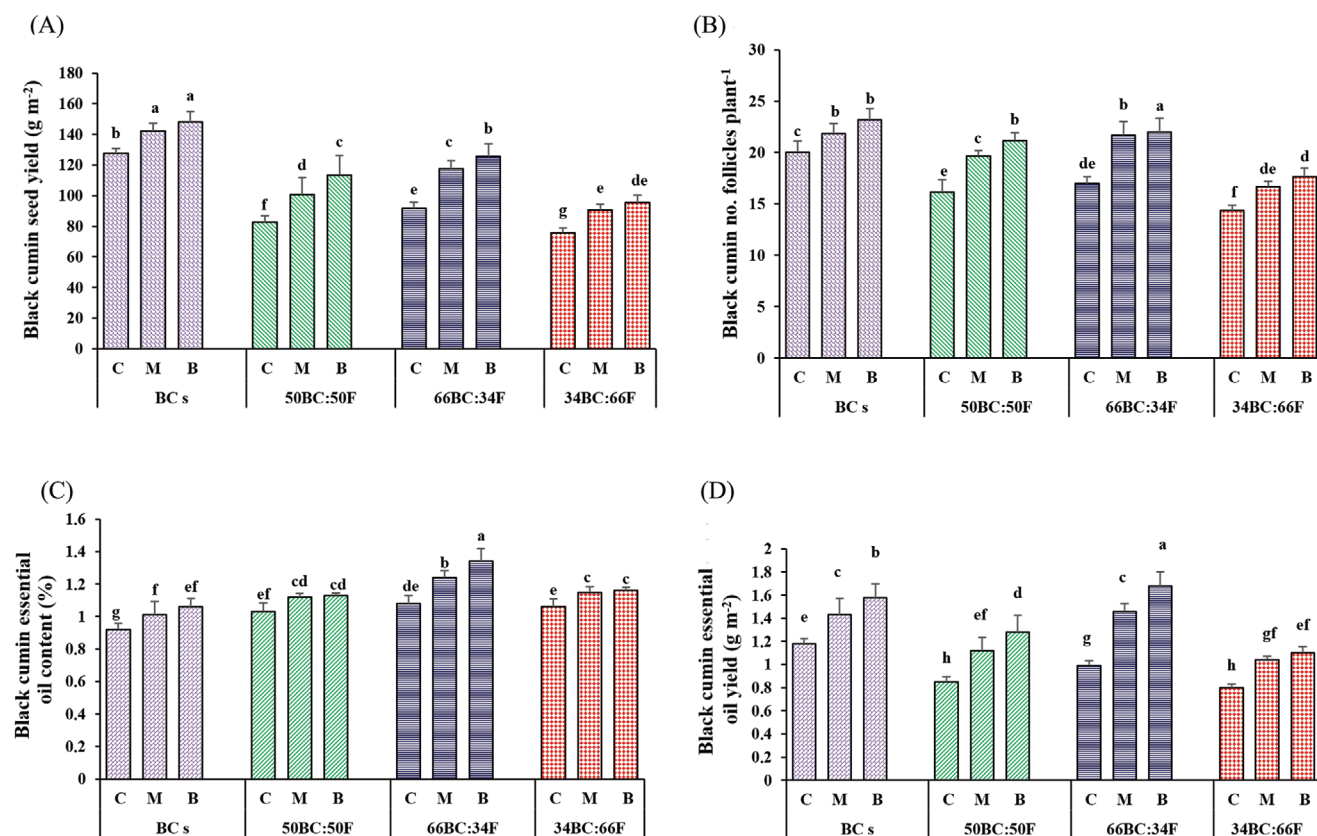 (A)
Black cumin seed yield (g m⁻²)
180
160
140
120
100
80
60
40
20
0
b a a f d c e c b g e de
C M B C M B C M B C M B
BC s 50BC:50F 66BC:34F 34BC:66F
(B)
Black cumin no. follicles plant⁻¹
30
25
20
15
10
5
0
c b b e c b de b a f de d
C M B C M B C M B C M B
BC s 50BC:50F 66BC:34F 34BC:66F
(C)
Black cumin essential
oil content (%)
1.6
1.4
1.2
1
0.8
0.6
0.4
0.2
0
g f ef ef cd cd de b a e c c
C M B C M B C M B C M B
BC s 50BC:50F 66BC:34F 34BC:66F
(D)
Black cumin essential
oil yield (g m⁻²)
2
1.8
1.6
1.4
1.2
1
0.8
0.6
0.4
0.2
0
e c b h ef d g c a h gf ef
C M B C M B C M B C M B
BC s 50BC:50F 66BC:34F 34BC:66F